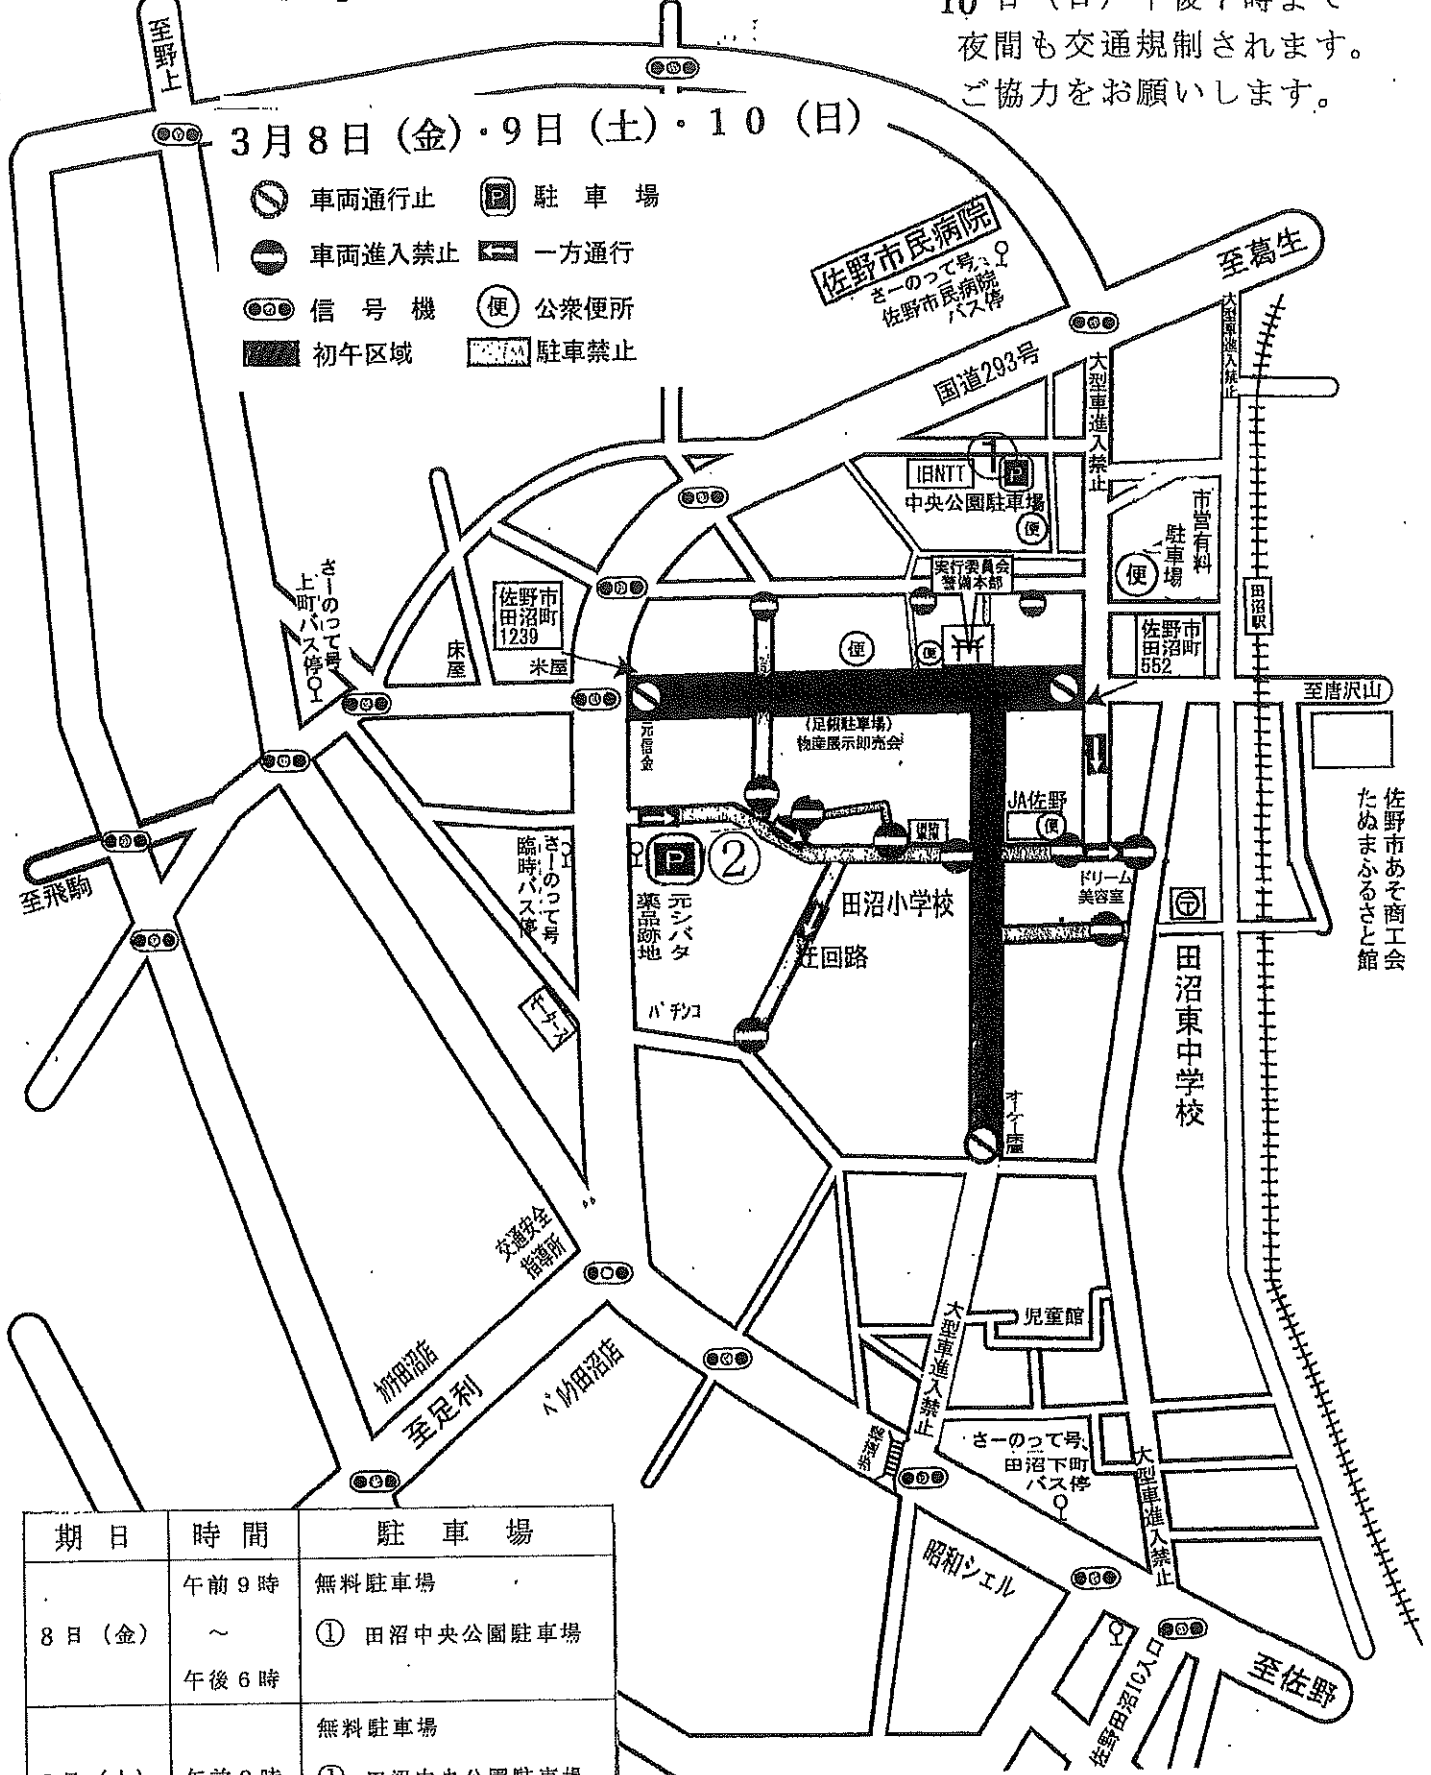 夜間も交通規制されます。
ご協力をお願いします。
至野上
3月8日(金)・9日(土)・10(日)
車両通行止
P 駐車場
車両進入禁止
一方通行
信号機
便 公衆便所
初午区域
駐車禁止
佐野市民病院
さーのって号
佐野市民病院
バス停
至葛生
国道293号
大型車進入禁止
大型車進入禁止
旧NTT
①
P
中央公園駐車場
便
市営有料
駐車場
便
実行委員会
警備本部
田沼駅
さーのって号
上町バス停
床屋
佐野市
田沼町
1239
米屋
便
便
佐野市
田沼町
552
至唐沢山
元信金
(足銀駐車場)
物産展示即売会
JA佐野
便
佐野市あそ商工会
たぬまふるさと館
さーのって号
臨時バス停
P
②
元シバタ
薬品跡地
田沼小学校
迂回路
ドリーム
美容室
〒
田沼東中学校
至飛駒
パチンコ
交通安全
指導所
児童館
大型車進入禁止
至足利
ベルク田沼店
歩道橋
さーのって号
田沼下町
バス停
大型車進入禁止
昭和シェル
佐野田沼IC入口
至佐野
期日 時間 駐車場
8日(金)
午前9時
~
午後6時
無料駐車場
① 田沼中央公園駐車場
無料駐車場